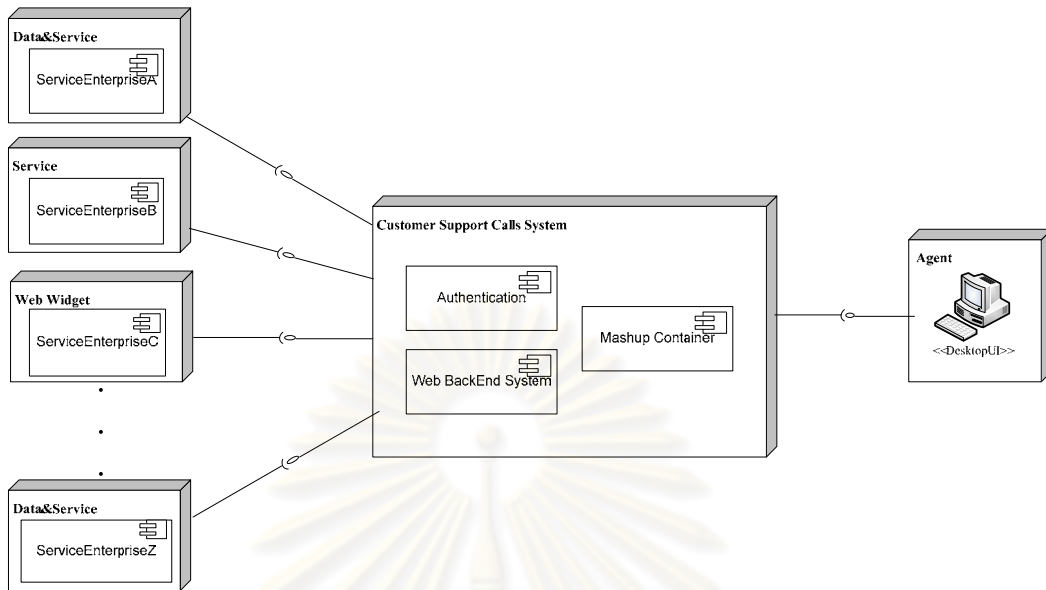 Data&Service
ServiceEnterpriseA
Service
ServiceEnterpriseB
Web Widget
ServiceEnterpriseC
Data&Service
ServiceEnterpriseZ
Customer Support Calls System
Authentication
Web BackEnd System
Mashup Container
Agent
<<DesktopUI>>